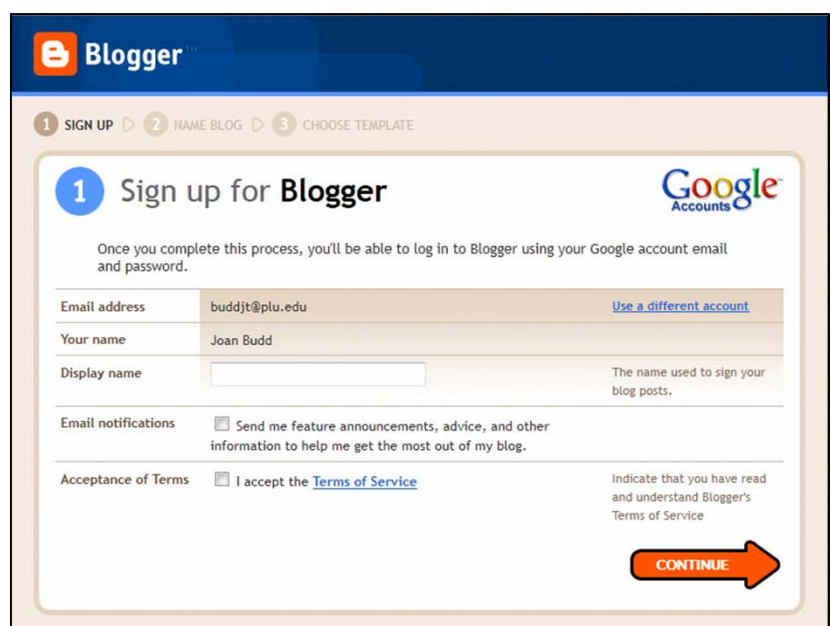 Blogger™
1 SIGN UP 2 NAME BLOG 3 CHOOSE TEMPLATE
1 Sign up for Blogger
Google
Accounts
Once you complete this process, you'll be able to log in to Blogger using your Google account email
and password.
Email address buddjt@plu.edu Use a different account
Your name Joan Budd
Display name The name used to sign your
blog posts.
Email notifications Send me feature announcements, advice, and other
information to help me get the most out of my blog.
Acceptance of Terms I accept the Terms of Service Indicate that you have read
and understand Blogger's
Terms of Service
CONTINUE